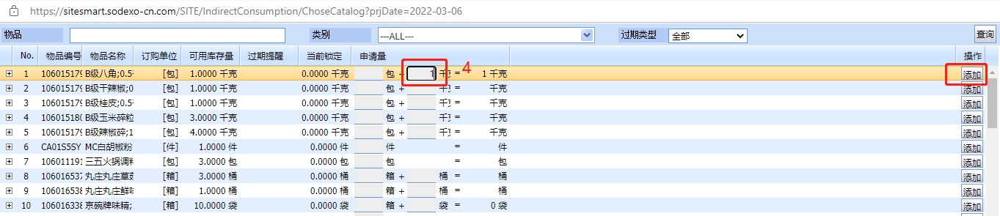 https://sitesmart.sodexo-cn.com/SITE/IndirectConsumption/ChoseCatalog?prjDate=2022-03-06
物品 类别 ---ALL--- 过期类型 全部 查询
No. 物品编号 物品名称 订购单位 可用库存量 过期提醒 当前锁定 申请量 操作
1 106015179 B级八角;0.5 [包] 1.0000 千克 0.0000 千克 包 + 1 千克 = 1 千克 添加
4
2 106015179 B级干辣椒;0 [包] 1.0000 千克 0.0000 千克 包 + 千克 = 千克 添加
3 106015179 B级桂皮;0.5 [包] 1.0000 千克 0.0000 千克 包 + 千克 = 千克 添加
4 106015180 B级玉米碎粒 [包] 3.0000 千克 0.0000 千克 包 + 千克 = 千克 添加
5 106015179 B级辣椒碎;1 [包] 4.0000 千克 0.0000 千克 包 + 千克 = 千克 添加
6 CA01S5SY MC白胡椒粉 [件] 1.0000 件 0.0000 件 件 = 件 添加
7 106011191 三五火锅调料 [包] 3.0000 包 0.0000 包 包 = 包 添加
8 106016537 丸庄丸庄草菇 [箱] 3.0000 桶 0.0000 桶 箱 + 桶 = 桶 添加
9 106016538 丸庄丸庄鲜味 [箱] 1.0000 桶 0.0000 桶 箱 + 桶 = 桶 添加
10 106016338 京碗牌味精; [箱] 10.0000 袋 0.0000 袋 箱 + 袋 = 0 袋 添加